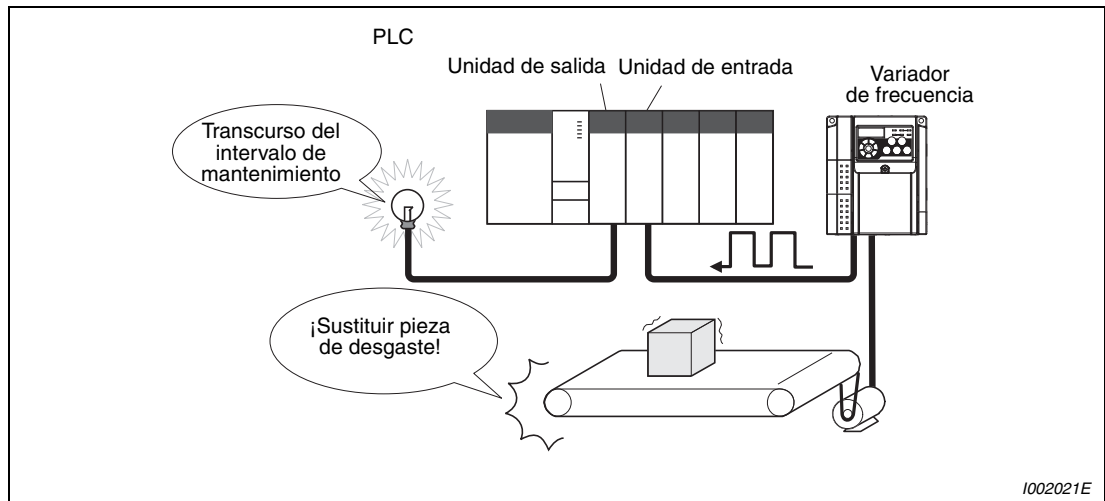 PLC
Unidad de salida
Unidad de entrada
Variador
de frecuencia
Transcurso del
intervalo de
mantenimiento
¡Sustituir pieza
de desgaste!
I002021E